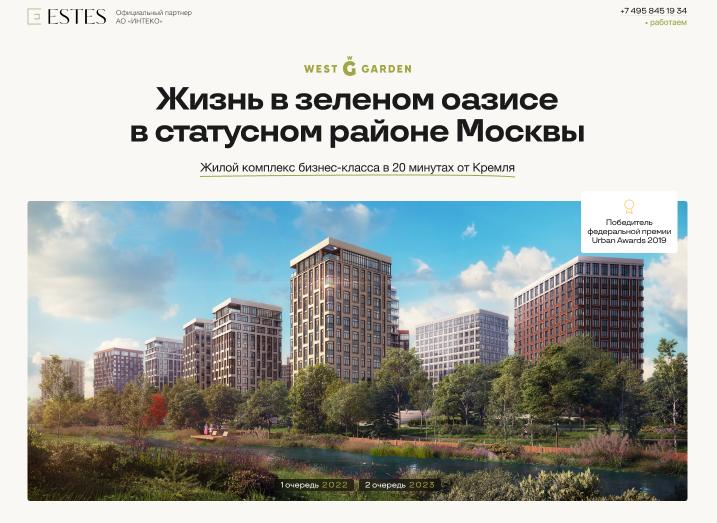 ESTES
Официальный партнер
АО «ИНТЕКО»
+7 495 845 19 34
• работаем
WEST W G GARDEN
Жизнь в зеленом оазисе
в статусном районе Москвы
Жилой комплекс бизнес-класса в 20 минутах от Кремля
Победитель
федеральной премии
Urban Awards 2019
1 очередь 2022
2 очередь 2023